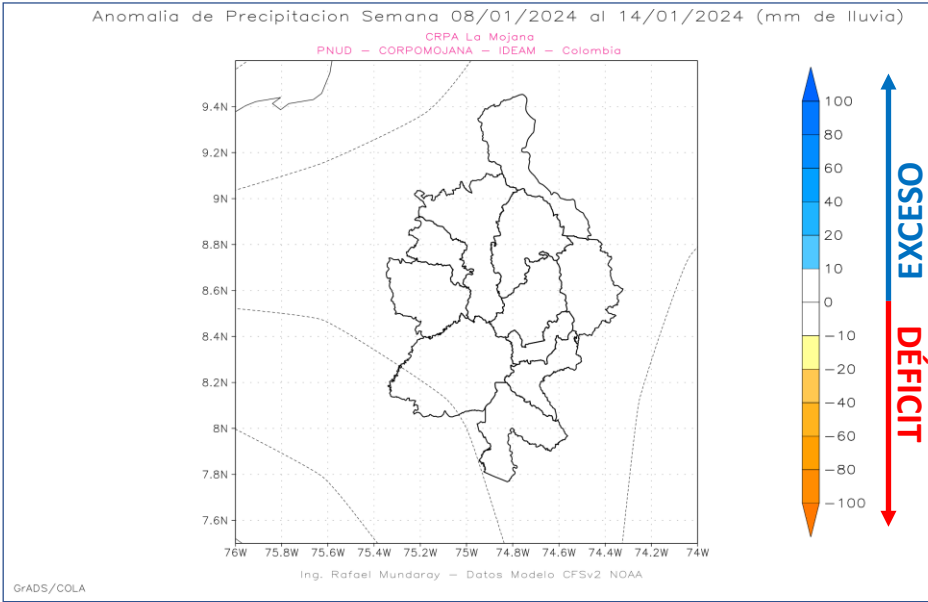 Anomalia de Precipitacion Semana 08/01/2024 al 14/01/2024 (mm de lluvia)
CRPA La Mojana
PNUD – CORPOMOJANA – IDEAM – Colombia
9.4N
9.2N
9N
8.8N
8.6N
8.4N
8.2N
8N
7.8N
7.6N
76W 75.8W 75.6W 75.4W 75.2W 75W 74.8W 74.6W 74.4W 74.2W 74W
100
80
60
40
20
10
0
−10
−20
−40
−60
−80
−100
EXCESO
DÉFICIT
Ing. Rafael Mundaray – Datos Modelo CFSv2 NOAA
GrADS/COLA